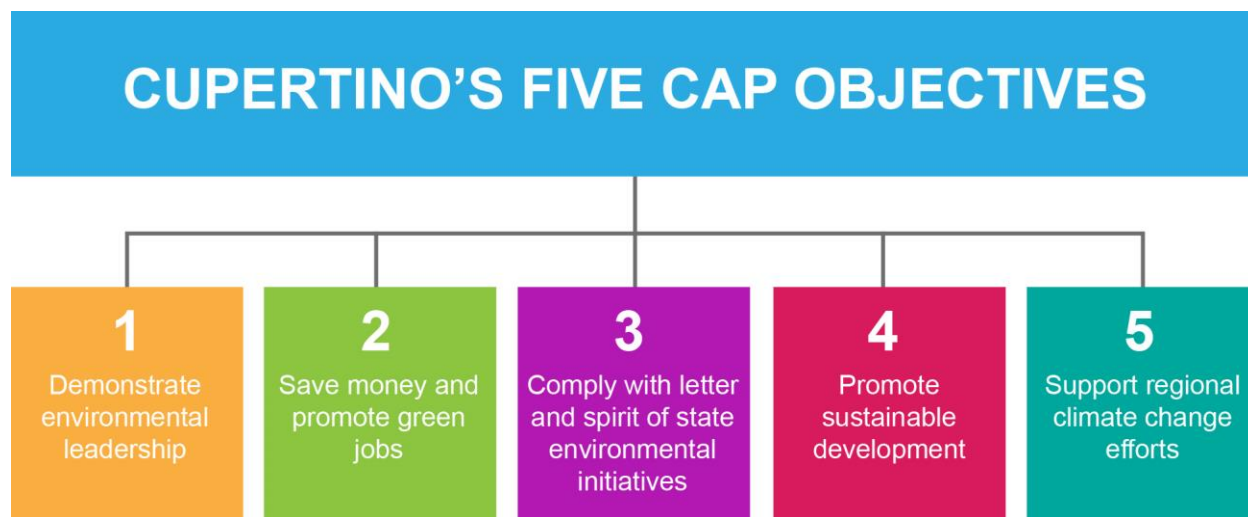 CUPERTINO’S FIVE CAP OBJECTIVES
1
Demonstrate
environmental
leadership
2
Save money and
promote green
jobs
3
Comply with letter
and spirit of state
environmental
initiatives
4
Promote
sustainable
development
5
Support regional
climate change
efforts